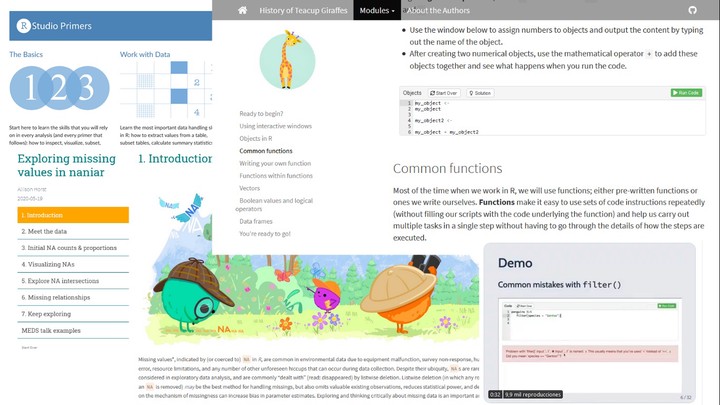 RStudio Primers
The Basics
Work with Data
1 2 3
2
4
Start here to learn the skills that you will rely
on in every analysis (and every primer that
follows): how to inspect, visualize, subset,
Learn the most important data handling sk
in R: how to extract values from a table,
subset tables, calculate summary statistics
Exploring missing
values in naniar
Allison Horst
2020-05-19
1. Introduction
2. Meet the data
3. Initial NA counts & proportions
4. Visualizing NAs
5. Explore NA intersections
6. Missing relationships
7. Keep exploring
MEDS talk examples
Start Over
1. Introduction
History of Teacup Giraffes
Modules
About the Authors
Ready to begin?
Using interactive windows
Objects in R
Common functions
Writing your own function
Functions within functions
Vectors
Boolean values and logical
operators
Data frames
You're ready to go!
• Use the window below to assign numbers to objects and output the content by typing
out the name of the object.
• After creating two numerical objects, use the mathematical operator + to add these
objects together and see what happens when you run the code.
Objects Start Over Solution Run Code
1 my_object <-
2 my_object
3
4 my_object2 <-
5
6 my_object + my_object2
Common functions
Most of the time when we work in R, we will use functions; either pre-written functions or
ones we write ourselves. Functions make it easy to use sets of code instructions repeatedly
(without filling our scripts with the code underlying the function) and help us carry out
multiple tasks in a single step without having to go through the details of how the steps are
executed.
NA
Missing values", indicated by (or coerced to) NA in R, are common in environmental data due to equipment malfunction, survey non-response, hu
error, resource limitations, and any number of other unforeseen hiccups that can occur during data collection. Despite their ubiquity, NAs are rare
considered in exploratory data analysis, and are commonly "dealt with" (read: disappeared) by listwise deletion. Listwise deletion (in which any ro
an NA is removed) may be the best method for handling missings, but also omits valuable existing observations, reduces statistical power, and de
on the mechanism of missingness can increase bias in parameter estimates. Exploring and thinking critically about missing data is an important
Demo
Common mistakes with filter()
Code Start Over Run Code
0:32 9,9 mil reproducciones
4 / 32